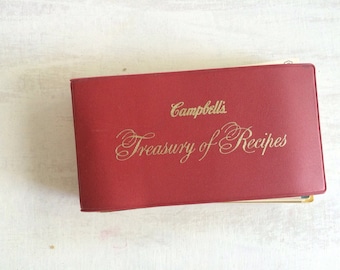 Campbell's
Treasury of Recipes